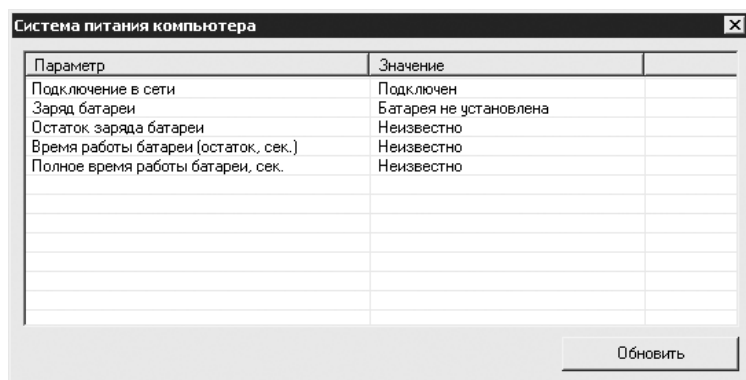 Система питания компьютера
Параметр Значение
Подключение в сети Подключен
Заряд батареи Батарея не установлена
Остаток заряда батареи Неизвестно
Время работы батареи (остаток, сек.) Неизвестно
Полное время работы батареи, сек. Неизвестно
Обновить